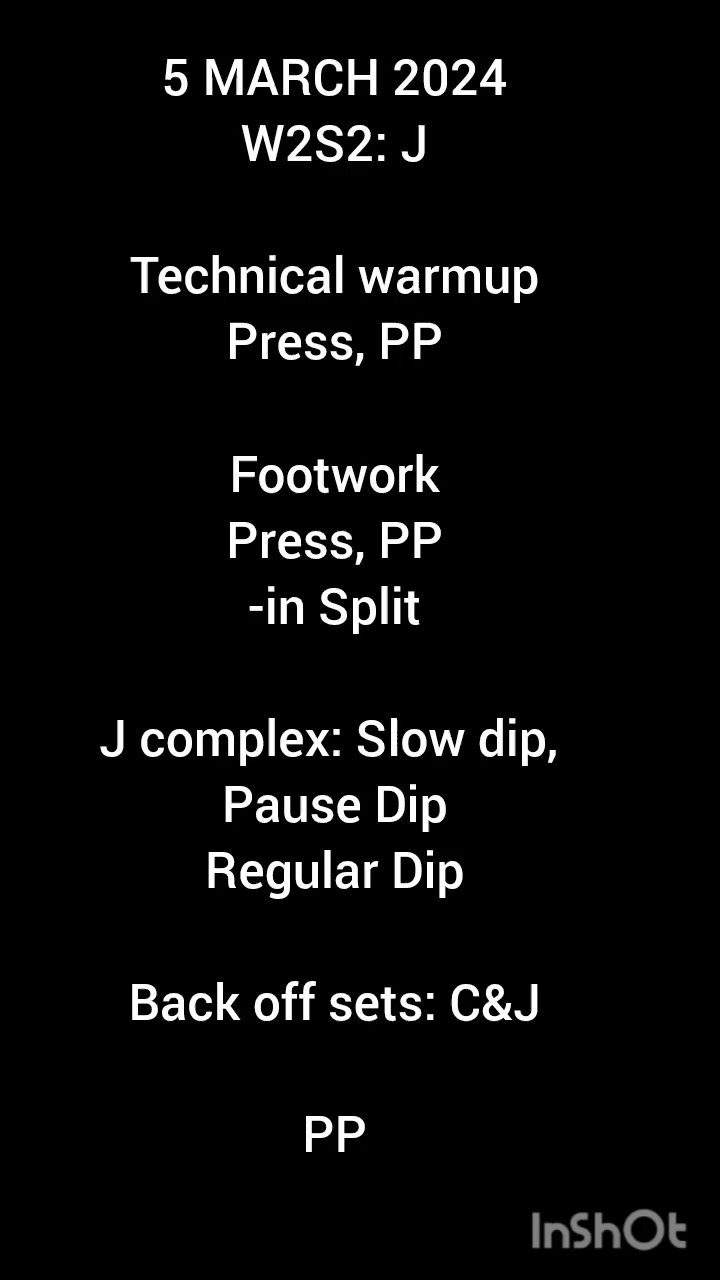 5 MARCH 2024
W2S2: J
Technical warmup
Press, PP
Footwork
Press, PP
-in Split
J complex: Slow dip,
Pause Dip
Regular Dip
Back off sets: C&J
PP
InShOt